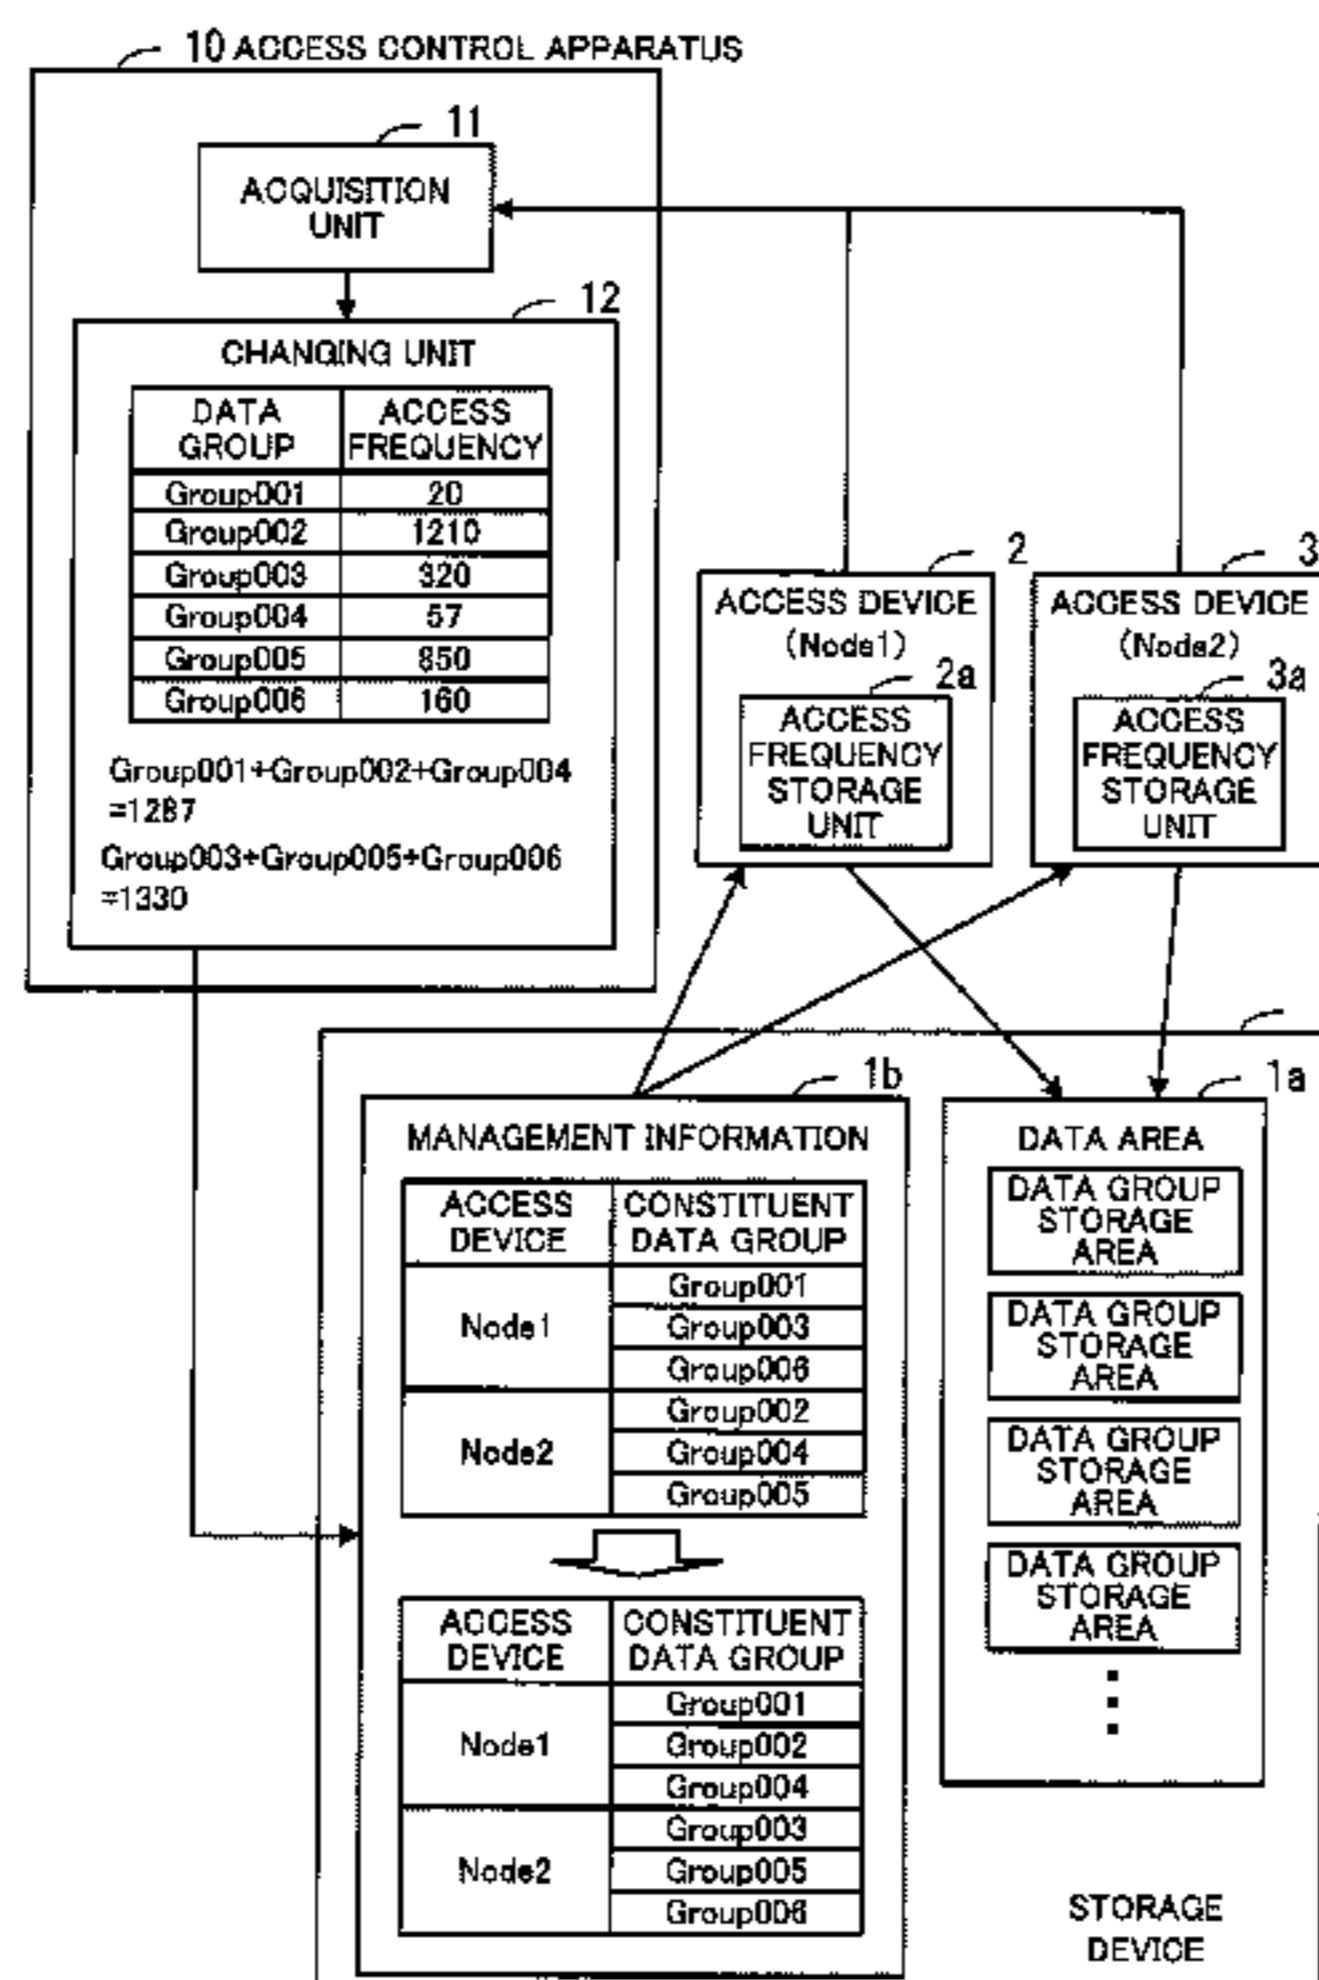 10 ACCESS CONTROL APPARATUS
11
ACQUISITION
UNIT
12
CHANGING UNIT
DATA GROUP ACCESS FREQUENCY
Group001 20
Group002 1210
Group003 320
Group004 57
Group005 850
Group006 160
Group001+Group002+Group004
=1287
Group003+Group005+Group006
=1330
2
ACCESS DEVICE
(Node1)
2a
ACCESS
FREQUENCY
STORAGE
UNIT
3
ACCESS DEVICE
(Node2)
3a
ACCESS
FREQUENCY
STORAGE
UNIT
1b
MANAGEMENT INFORMATION
ACCESS DEVICE CONSTITUENT DATA GROUP
Node1
Group001
Group003
Group006
Node2
Group002
Group004
Group005
ACCESS DEVICE CONSTITUENT DATA GROUP
Node1
Group001
Group002
Group004
Node2
Group003
Group005
Group006
1a
DATA AREA
DATA GROUP
STORAGE
AREA
DATA GROUP
STORAGE
AREA
DATA GROUP
STORAGE
AREA
DATA GROUP
STORAGE
AREA
STORAGE
DEVICE